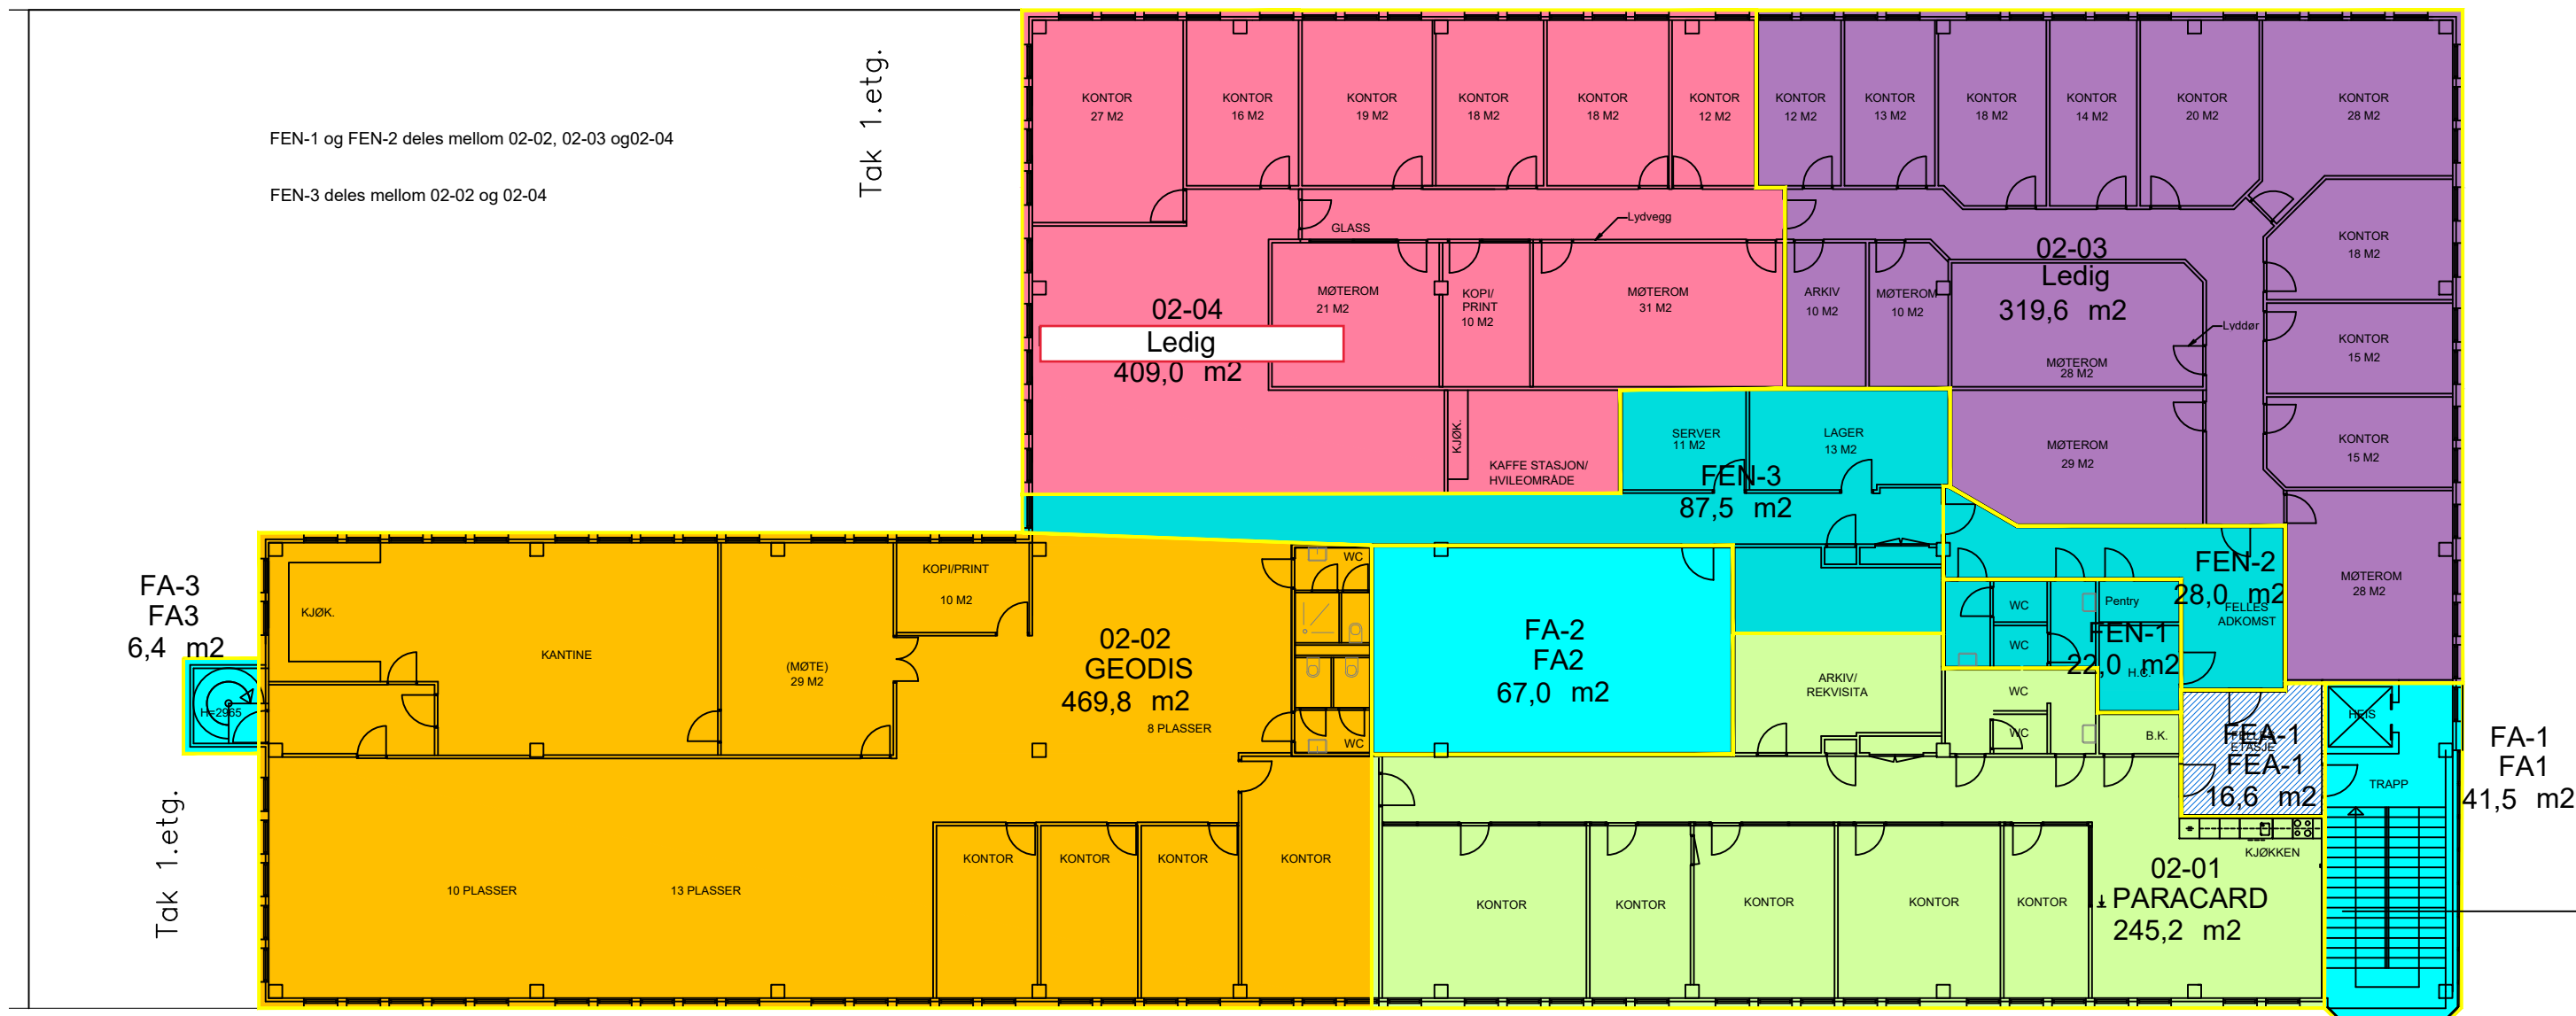 FEN-1 og FEN-2 deles mellom 02-02, 02-03 og02-04
FEN-3 deles mellom 02-02 og 02-04
Tak 1.etg.
KONTOR
27 M2
KONTOR
16 M2
KONTOR
19 M2
KONTOR
18 M2
KONTOR
18 M2
KONTOR
12 M2
KONTOR
12 M2
KONTOR
13 M2
KONTOR
18 M2
KONTOR
14 M2
KONTOR
20 M2
KONTOR
28 M2
GLASS
Lydvegg
02-04
Ledig
409,0 m2
MØTEROM
21 M2
KOPI/
PRINT
10 M2
MØTEROM
31 M2
ARKIV
10 M2
MØTEROM
10 M2
02-03
Ledig
319,6 m2
MØTEROM
28 M2
Lyddør
KONTOR
18 M2
KONTOR
15 M2
KONTOR
15 M2
KJØK.
KAFFE STASJON/
HVILEOMRÅDE
SERVER
11 M2
LAGER
13 M2
FEN-3
87,5 m2
MØTEROM
29 M2
MØTEROM
28 M2
FEN-2
28,0 m2
FELLES
ADKOMST
FA-3
FA3
6,4 m2
H=2965
KJØK.
KANTINE
(MØTE)
29 M2
KOPI/PRINT
10 M2
02-02
GEODIS
469,8 m2
8 PLASSER
WC
WC
FA-2
FA2
67,0 m2
ARKIV/
REKVISITA
WC
WC
Pentry
FEN-1
22,0 m2
H.C.
WC
WC
B.K.
FEA-1
ETASJE
FEA-1
16,6 m2
HEIS
TRAPP
FA-1
FA1
41,5 m2
Tak 1.etg.
10 PLASSER
13 PLASSER
KONTOR
KONTOR
KONTOR
KONTOR
KONTOR
KONTOR
KONTOR
KONTOR
KONTOR
KJØKKEN
02-01
PARACARD
245,2 m2